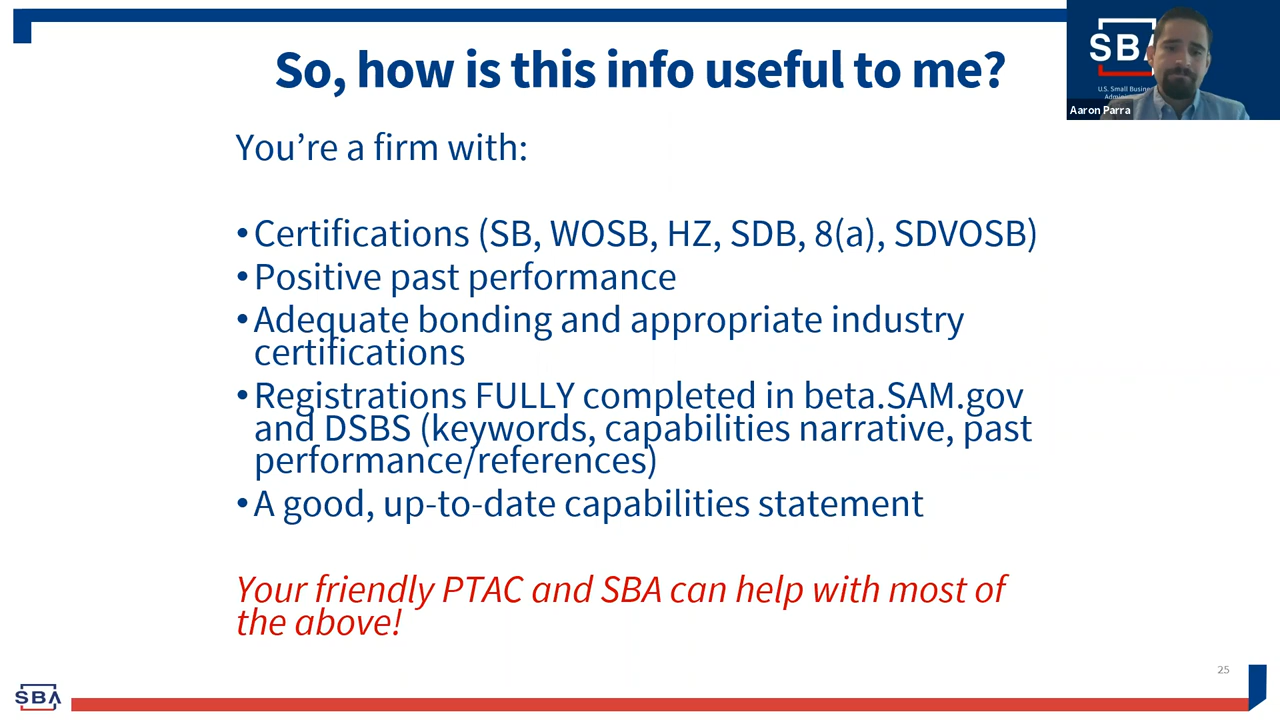 So, how is this info useful to me?
SBA
U.S. Small Busin
Admini
Aaron Parra
You’re a firm with:
•Certifications (SB, WOSB, HZ, SDB, 8(a), SDVOSB)
•Positive past performance
•Adequate bonding and appropriate industry
certifications
•Registrations FULLY completed in beta.SAM.gov
and DSBS (keywords, capabilities narrative, past
performance/references)
•A good, up-to-date capabilities statement
Your friendly PTAC and SBA can help with most of
the above!
25
SBA